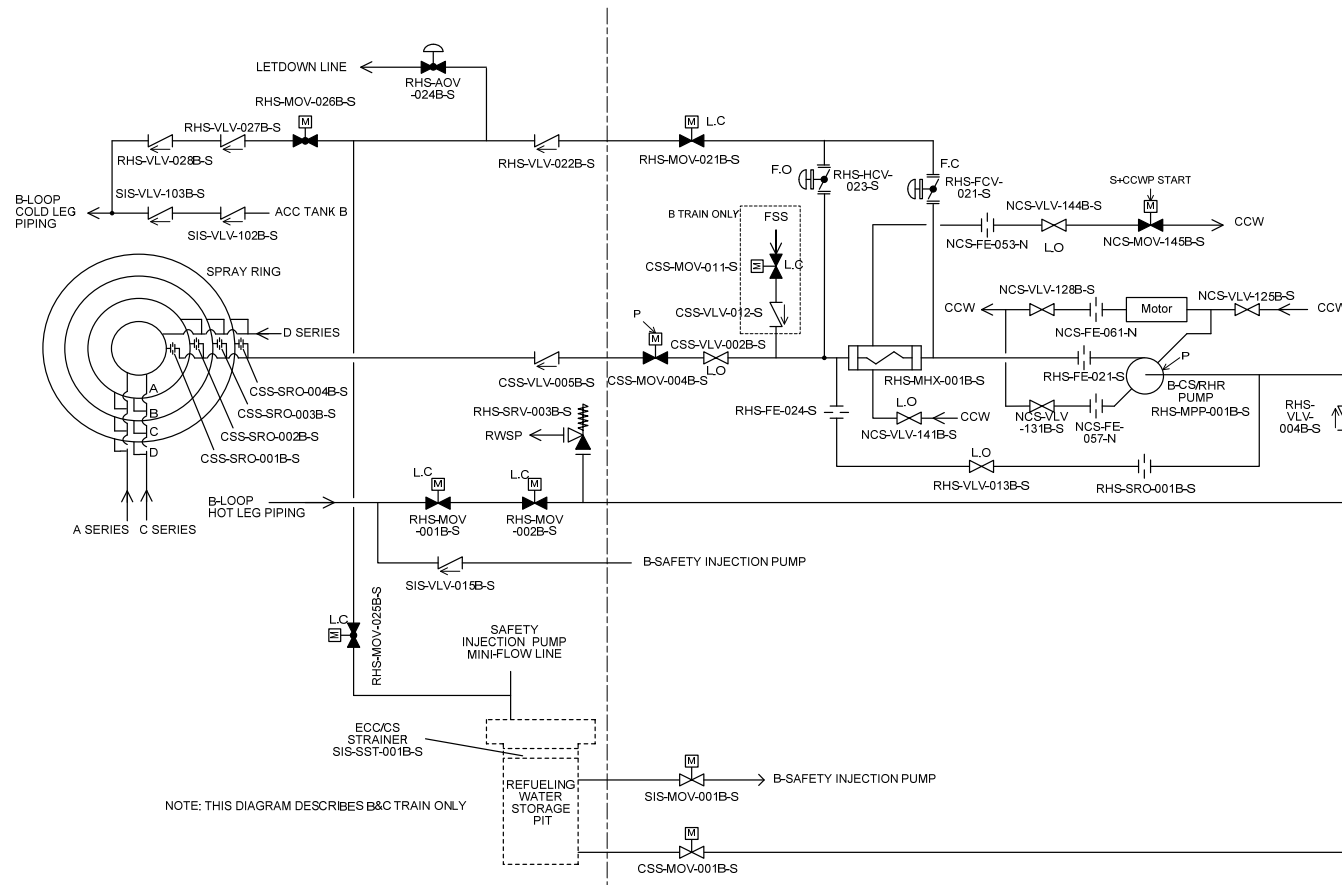 LETDOWN LINE
RHS-AOV
-024B-S
RHS-MOV-026B-S
M
RHS-VLV-027B-S
RHS-VLV-028B-S
RHS-VLV-022B-S
M
L.C
RHS-MOV-021B-S
F.O
RHS-HCV-
023-S
F.C
RHS-FCV-
021-S
SIS-VLV-103B-S
B-LOOP
COLD LEG
PIPING
ACC TANK B
SIS-VLV-102B-S
B TRAIN ONLY
FSS
M
L.C
CSS-MOV-011-S
CSS-VLV-012-S
S+CCWP START
M
NCS-VLV-144B-S
CCW
NCS-FE-053-N
L.O
NCS-MOV-145B-S
SPRAY RING
D SERIES
P
M
CSS-VLV-002B-S
CSS-VLV-005B-S
CSS-MOV-004B-S
L.O
RHS-MHX-001B-S
NCS-VLV-128B-S
CCW
Motor
NCS-VLV-125B-S
CCW
NCS-FE-061-N
RHS-FE-021-S
P
B-CS/RHR
PUMP
RHS-MPP-001B-S
NCS-VLV
-131B-S
NCS-FE-
057-N
RHS-
VLV-
004B-S
CSS-SRO-004B-S
CSS-SRO-003B-S
CSS-SRO-002B-S
CSS-SRO-001B-S
A
B
C
D
A SERIES
C SERIES
RHS-SRV-003B-S
RWSP
RHS-FE-024-S
L.O
CCW
NCS-VLV-141B-S
L.O
RHS-VLV-013B-S
RHS-SRO-001B-S
B-LOOP
HOT LEG PIPING
L.C
M
RHS-MOV
-001B-S
L.C
M
RHS-MOV
-002B-S
B-SAFETY INJECTION PUMP
SIS-VLV-015B-S
L.C
M
RHS-MOV-025B-S
SAFETY
INJECTION PUMP
MINI-FLOW LINE
ECC/CS
STRAINER
SIS-SST-001B-S
REFUELING
WATER
STORAGE
PIT
M
B-SAFETY INJECTION PUMP
SIS-MOV-001B-S
M
CSS-MOV-001B-S
NOTE; THIS DIAGRAM DESCRIBES B&C TRAIN ONLY